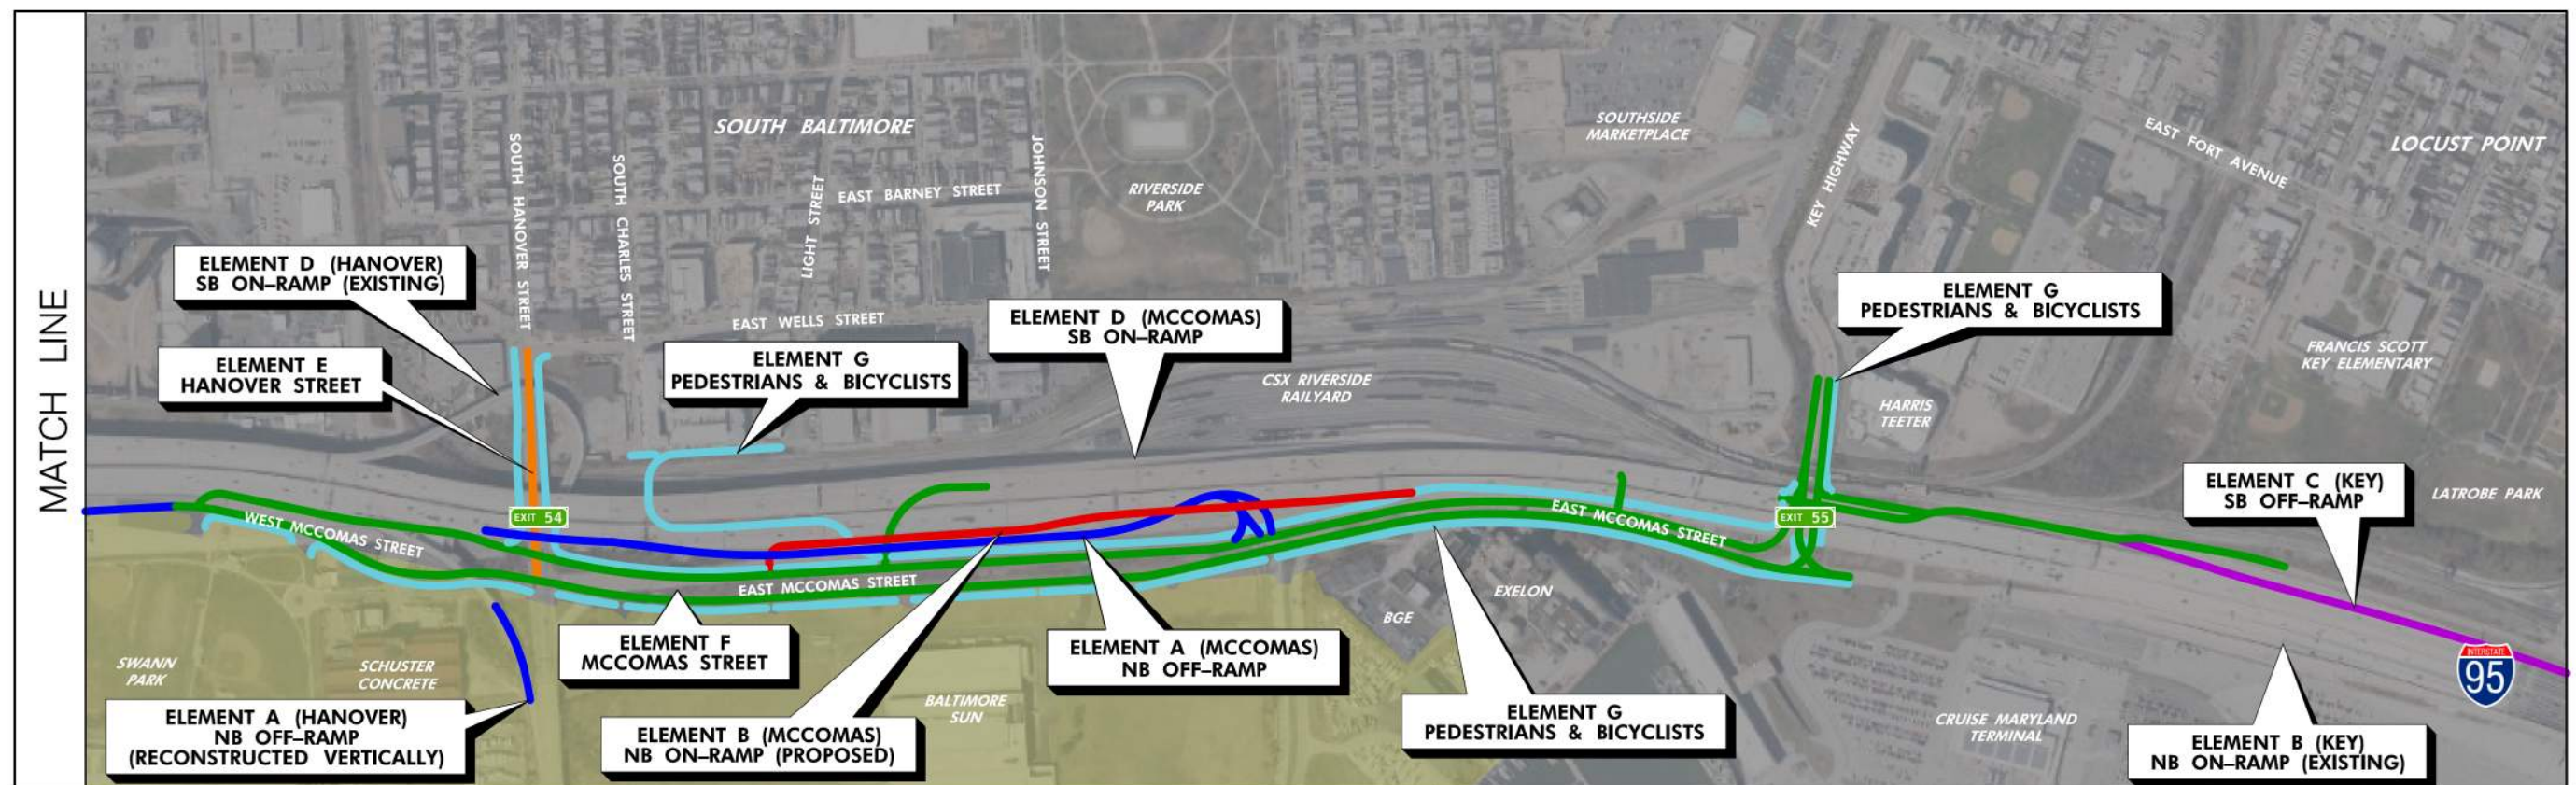 MATCH LINE
SOUTH BALTIMORE
SOUTH HANOVER STREET
SOUTH CHARLES STREET
LIGHT STREET
EAST BARNEY STREET
JOHNSON STREET
RIVERSIDE
PARK
SOUTHSIDE
MARKETPLACE
KEY HIGHWAY
EAST FORT AVENUE
LOCUST POINT
ELEMENT D (HANOVER)
SB ON–RAMP (EXISTING)
ELEMENT E
HANOVER STREET
EAST WELLS STREET
ELEMENT G
PEDESTRIANS & BICYCLISTS
ELEMENT D (MCCOMAS)
SB ON–RAMP
CSX RIVERSIDE
RAILYARD
ELEMENT G
PEDESTRIANS & BICYCLISTS
HARRIS
TEETER
FRANCIS SCOTT
KEY ELEMENTARY
ELEMENT C (KEY)
SB OFF–RAMP
LATROBE PARK
WEST MCCOMAS STREET
EXIT 54
EAST MCCOMAS STREET
EAST MCCOMAS STREET
EXIT 55
SWANN
PARK
SCHUSTER
CONCRETE
ELEMENT A (HANOVER)
NB OFF–RAMP
(RECONSTRUCTED VERTICALLY)
ELEMENT F
MCCOMAS STREET
ELEMENT B (MCCOMAS)
NB ON–RAMP (PROPOSED)
BALTIMORE
SUN
ELEMENT A (MCCOMAS)
NB OFF–RAMP
BGE
EXELON
ELEMENT G
PEDESTRIANS & BICYCLISTS
CRUISE MARYLAND
TERMINAL
ELEMENT B (KEY)
NB ON–RAMP (EXISTING)
INTERSTATE
95